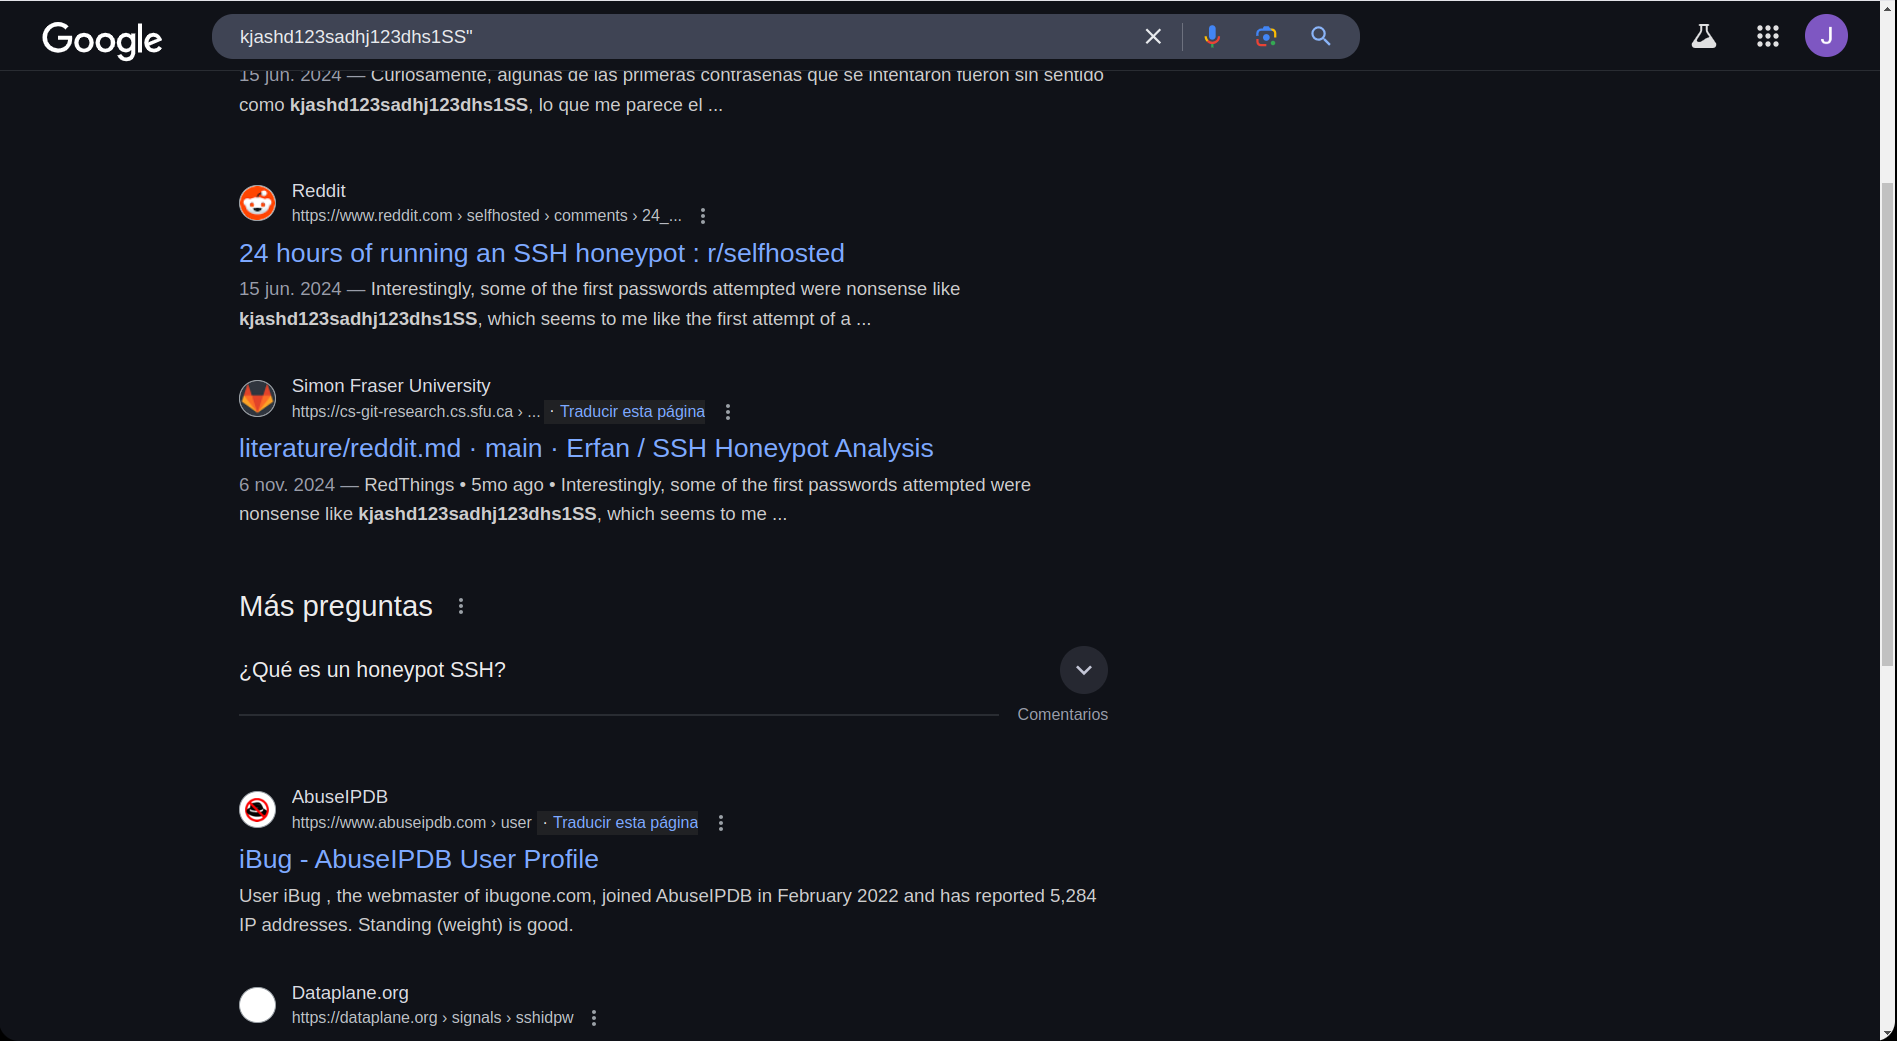 Google
kjashd123sadhj123dhs1SS"
J
15 jun. 2024 — Curiosamente, algunas de las primeras contraseñas que se intentaron fueron sin sentido
como kjashd123sadhj123dhs1SS, lo que me parece el ...
Reddit
https://www.reddit.com › selfhosted › comments › 24_...
24 hours of running an SSH honeypot : r/selfhosted
15 jun. 2024 — Interestingly, some of the first passwords attempted were nonsense like
kjashd123sadhj123dhs1SS, which seems to me like the first attempt of a ...
Simon Fraser University
https://cs-git-research.cs.sfu.ca › ... · Traducir esta página
literature/reddit.md · main · Erfan / SSH Honeypot Analysis
6 nov. 2024 — RedThings • 5mo ago • Interestingly, some of the first passwords attempted were
nonsense like kjashd123sadhj123dhs1SS, which seems to me ...
Más preguntas
¿Qué es un honeypot SSH?
Comentarios
AbuseIPDB
https://www.abuseipdb.com › user · Traducir esta página
iBug - AbuseIPDB User Profile
User iBug , the webmaster of ibugone.com, joined AbuseIPDB in February 2022 and has reported 5,284
IP addresses. Standing (weight) is good.
Dataplane.org
https://dataplane.org › signals › sshidpw